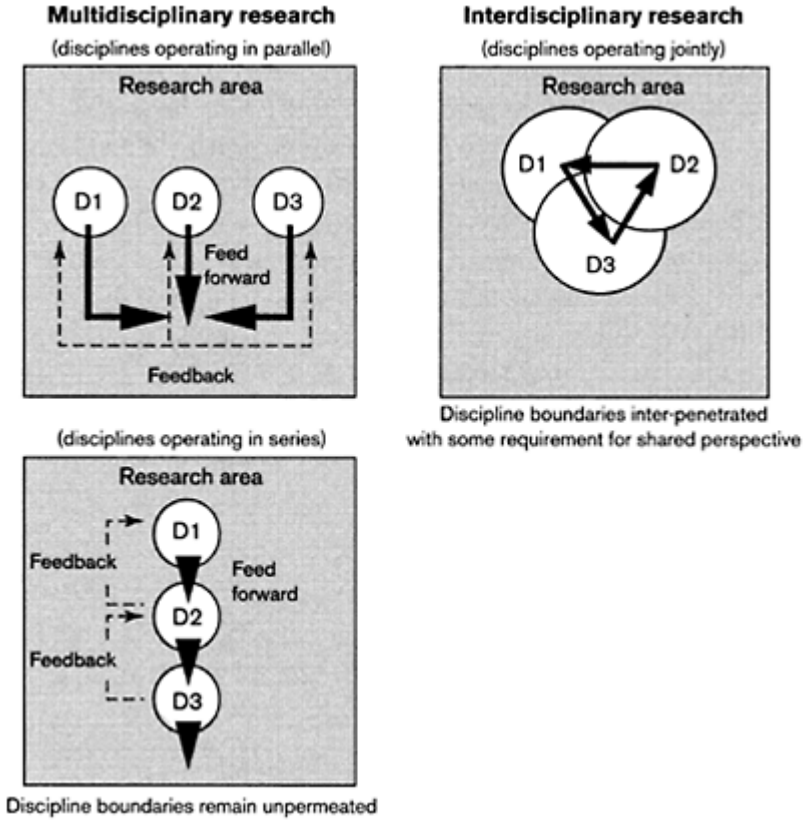 Multidisciplinary research
(disciplines operating in parallel)
Research area
D1
D2
D3
Feed
forward
Feedback
(disciplines operating in series)
Research area
D1
Feedback
Feed
forward
D2
Feedback
D3
Discipline boundaries remain unpermeated
Interdisciplinary research
(disciplines operating jointly)
Research area
D1
D2
D3
Discipline boundaries inter-penetrated
with some requirement for shared perspective